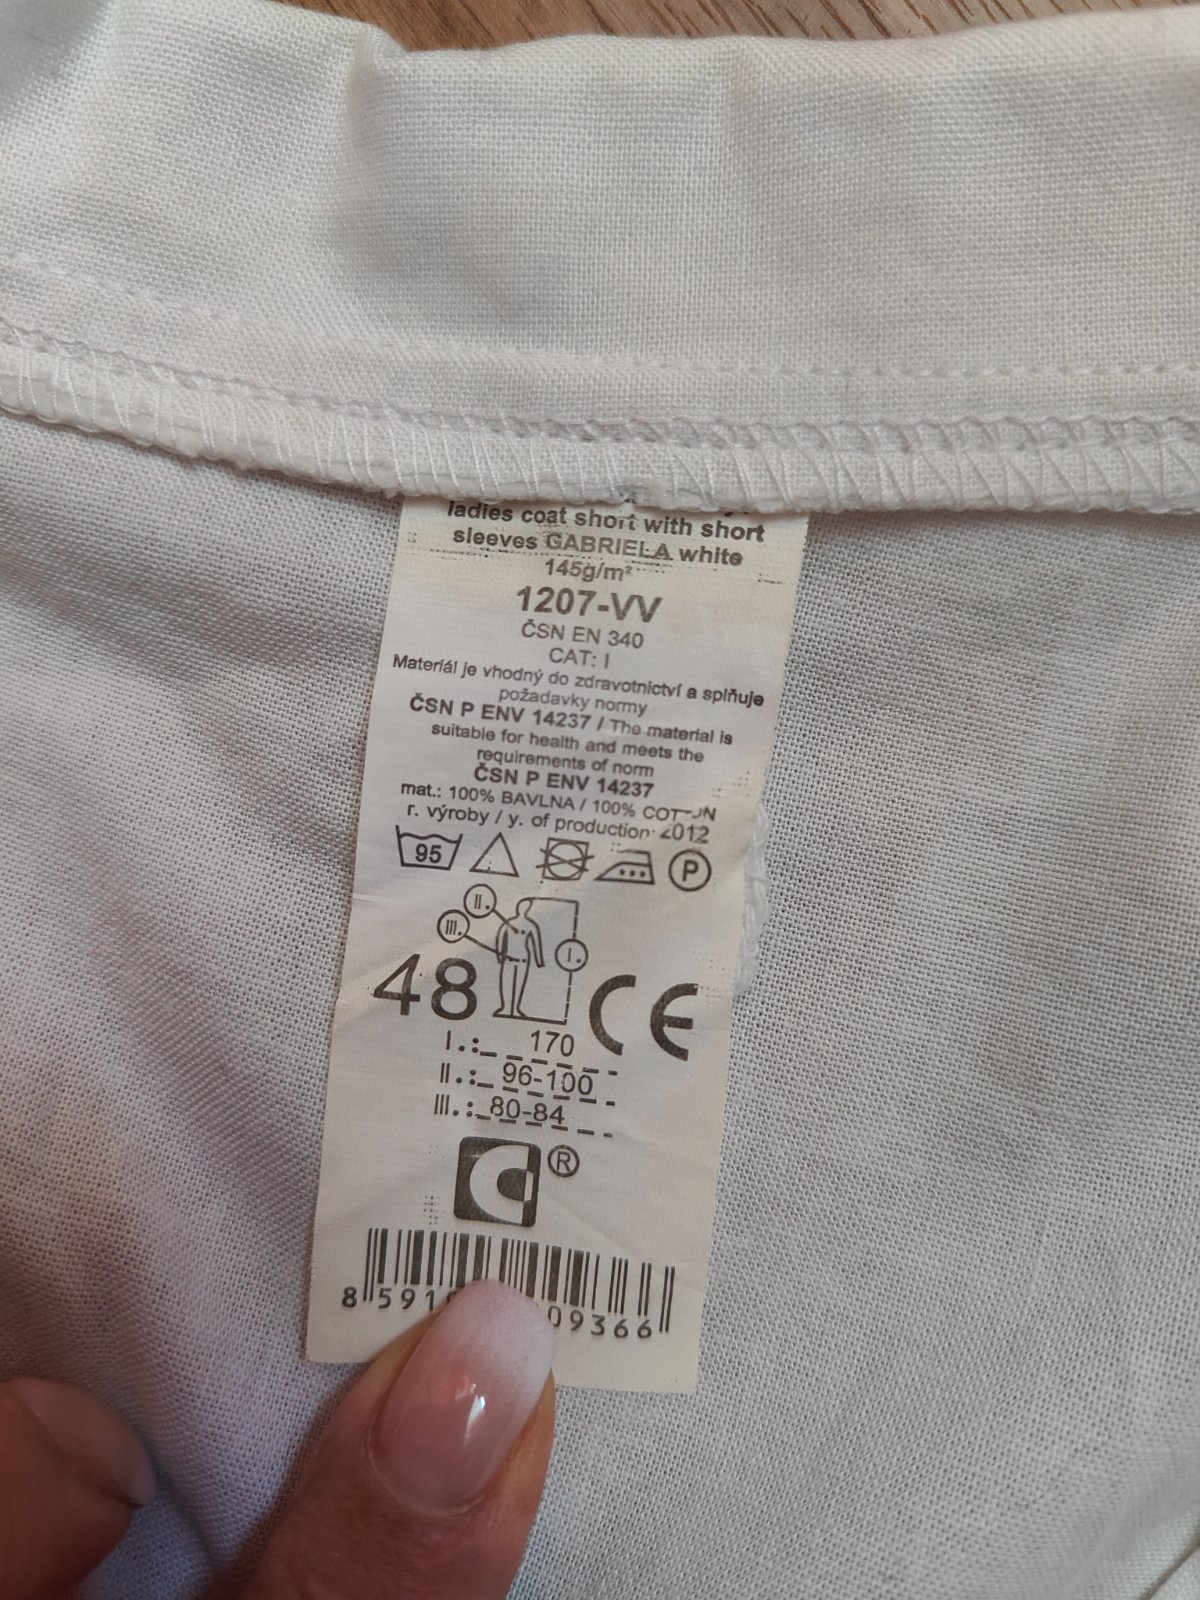 ladies coat short with short
sleeves GABRIELA white
145g/m²
1207-VV
ČSN EN 340
CAT: I
Materiál je vhodný do zdravotnictví a splňuje
požadavky normy
ČSN P ENV 14237 / The material is
suitable for health and meets the
requirements of norm
ČSN P ENV 14237
mat.: 100% BAVLNA / 100% COTTON
r. výroby / y. of production: 2012
95 P
II.
III.
I.
48 CE
I.: 170
II.: 96-100
III.: 80-84
®
8 591 09366